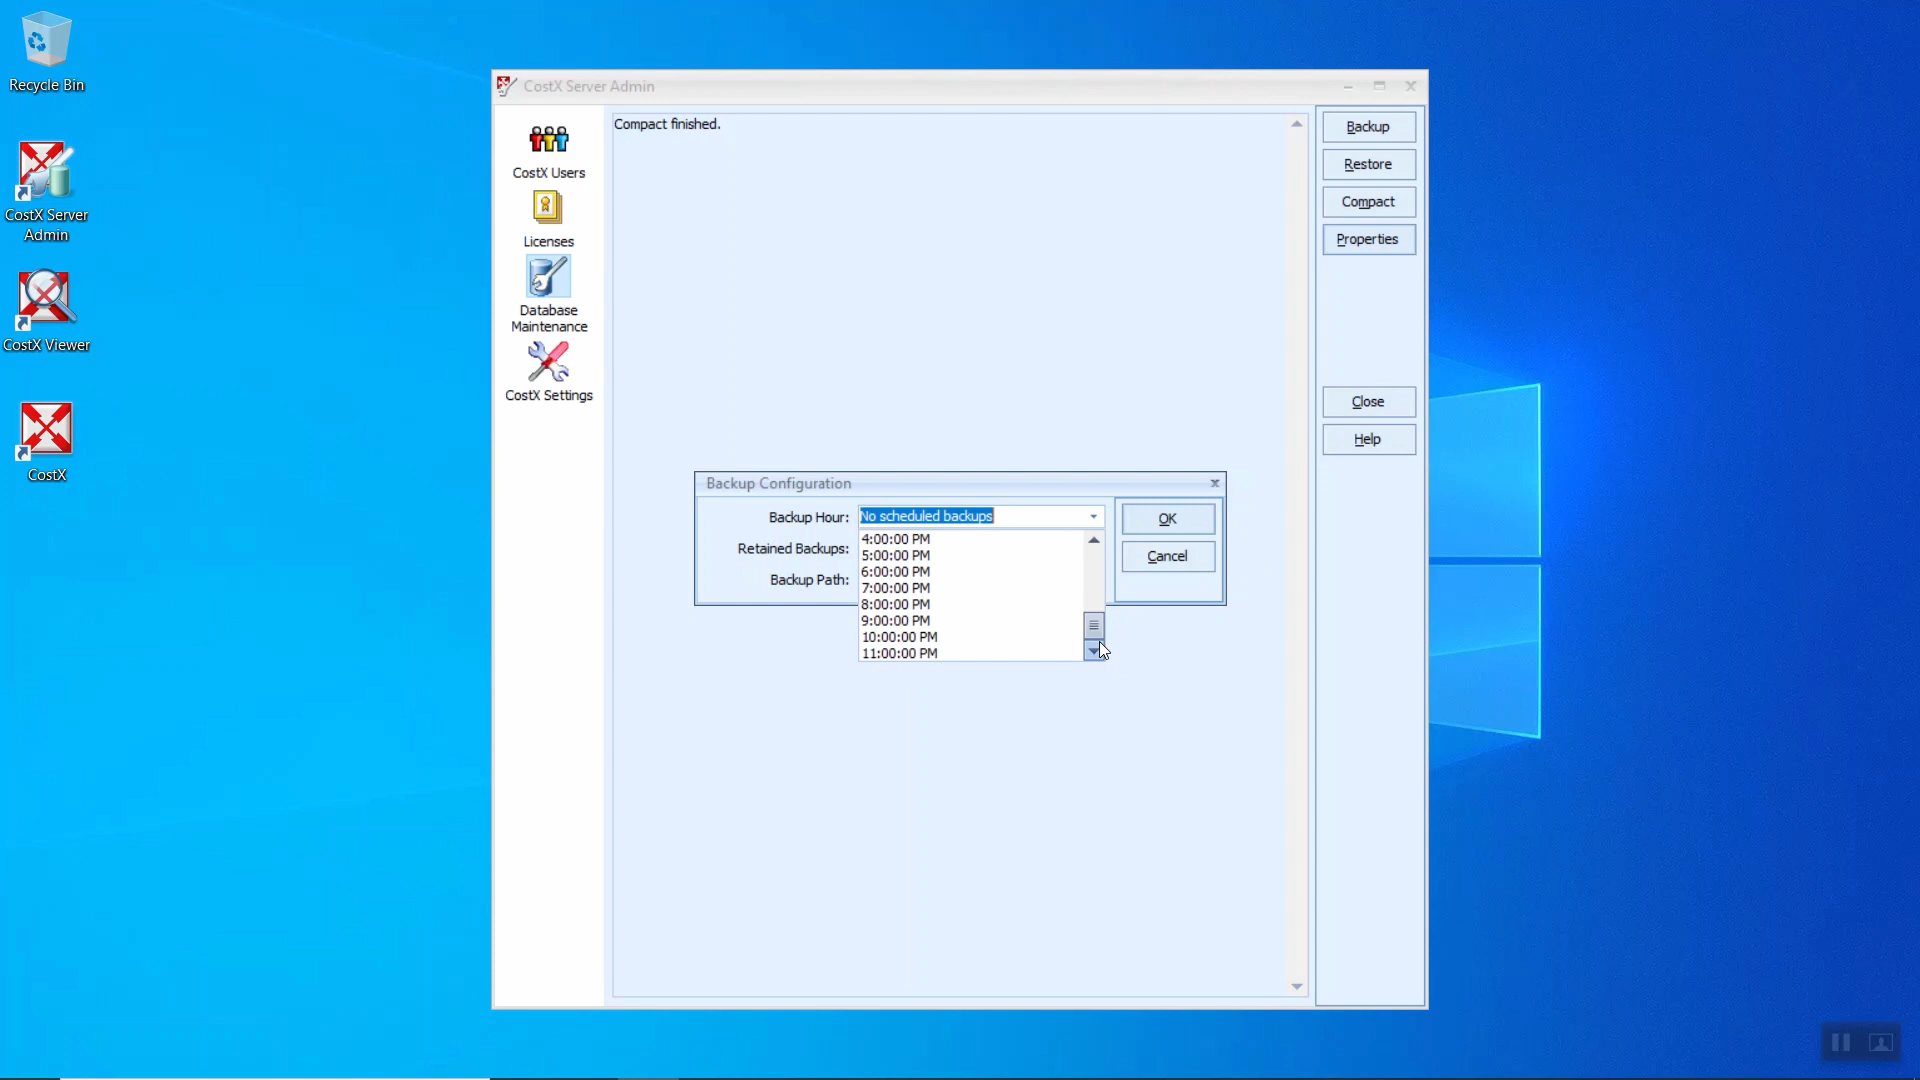 Recycle Bin
CostX Server
Admin
CostX Viewer
CostX
CostX Server Admin
CostX Users
Licenses
Database
Maintenance
CostX Settings
Compact finished.
Backup
Restore
Compact
Properties
Close
Help
Backup Configuration
Backup Hour:
No scheduled backups
Retained Backups:
Backup Path:
4:00:00 PM
5:00:00 PM
6:00:00 PM
7:00:00 PM
8:00:00 PM
9:00:00 PM
10:00:00 PM
11:00:00 PM
OK
Cancel